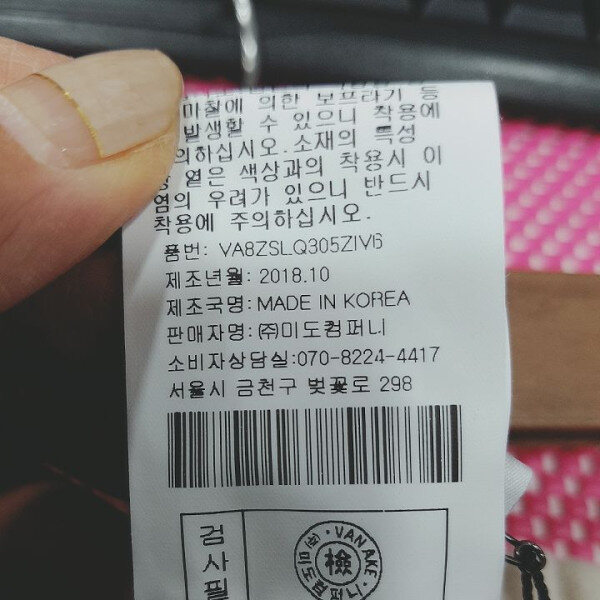 마찰에 의한 보프라기 등
발생할 수 있으니 착용에
의하십시오. 소재의 특성
옅은 색상과의 착용시 이
염의 우려가 있으니 반드시
착용에 주의하십시오.
품번: VA8ZSLQ305ZIV6
제조년월: 2018.10
제조국명: MADE IN KOREA
판매자명: ㈜미도컴퍼니
소비자상담실:070-8224-4417
서울시 금천구 벚꽃로 298
검사필
VAN AKE
檢
㈜미도컴퍼니